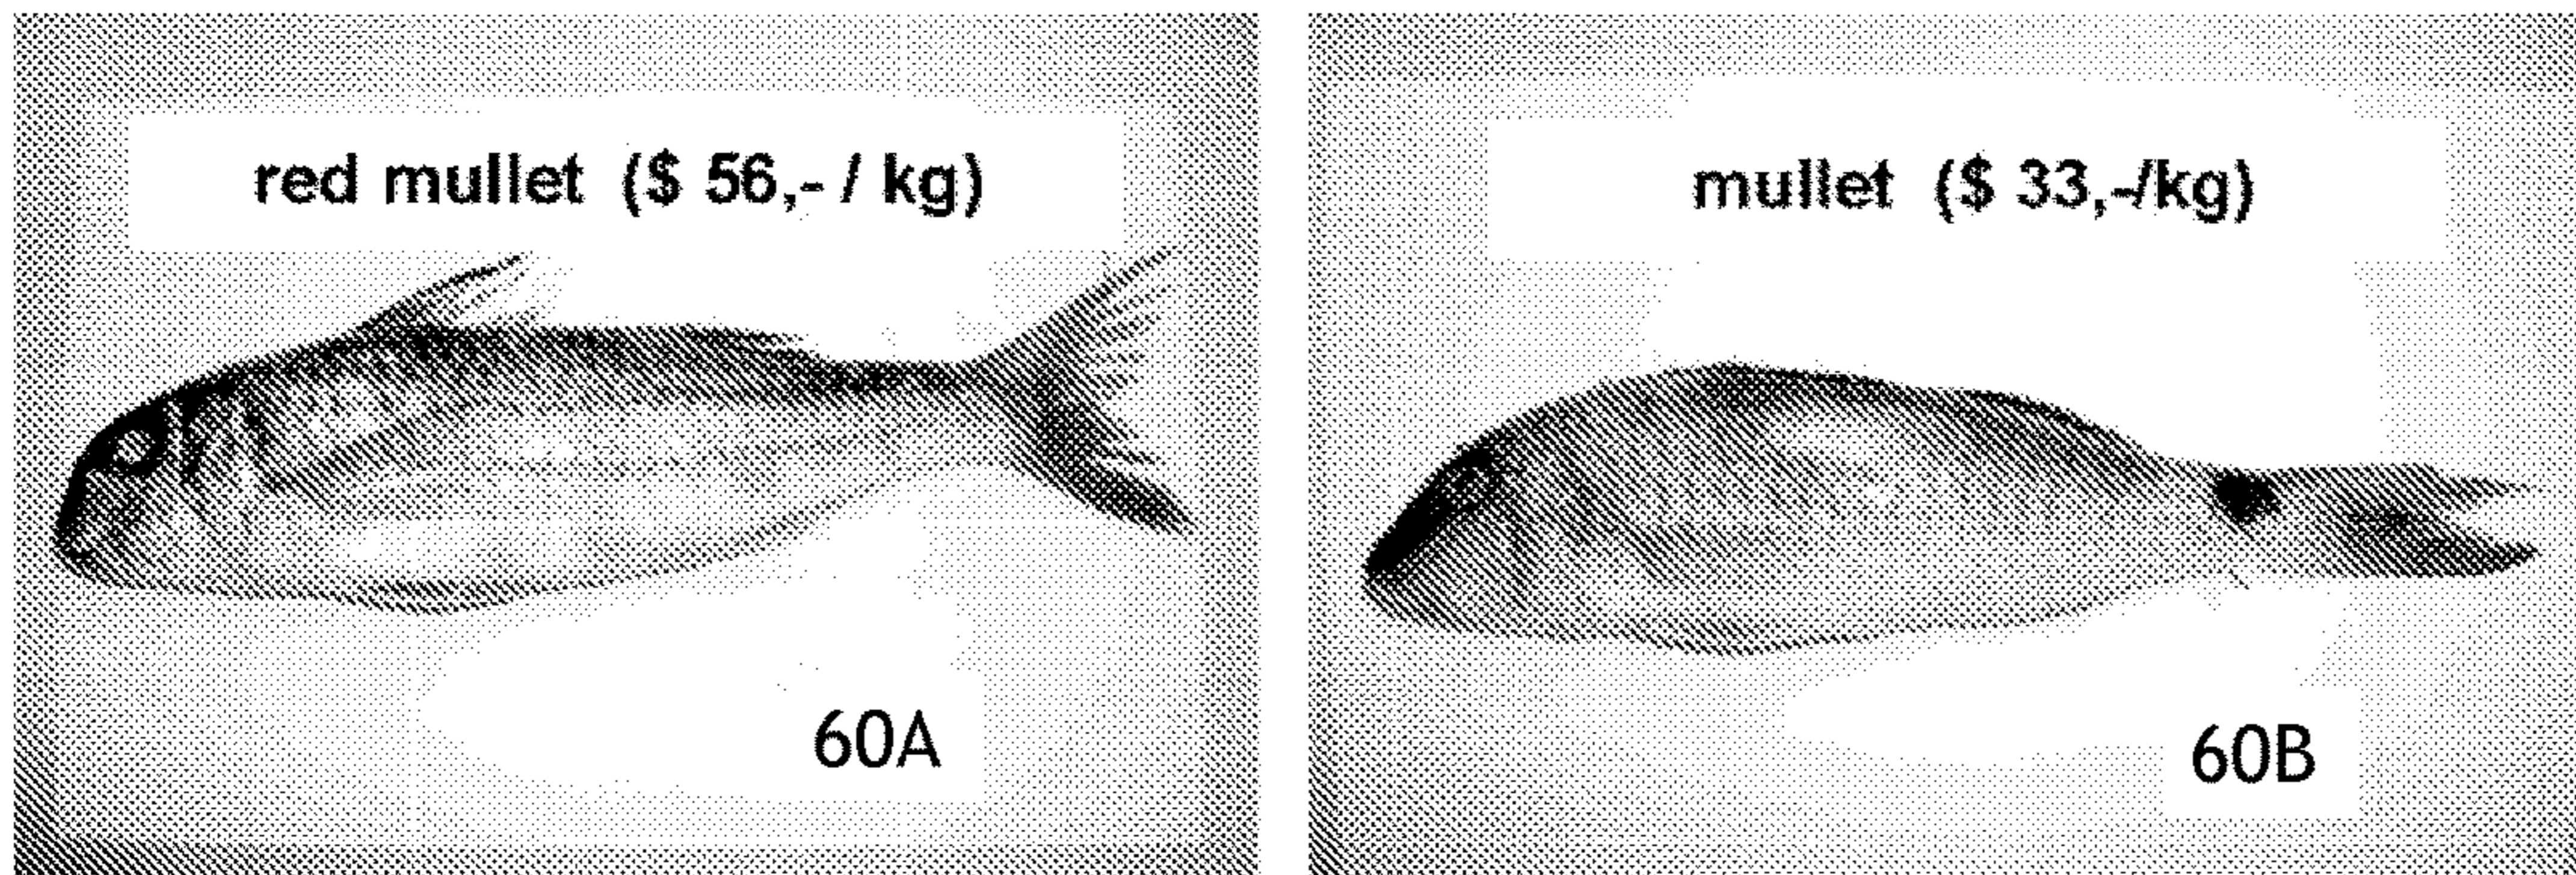 red mullet ($ 56,- / kg)
mullet ($ 33,-/kg)
60A
60B